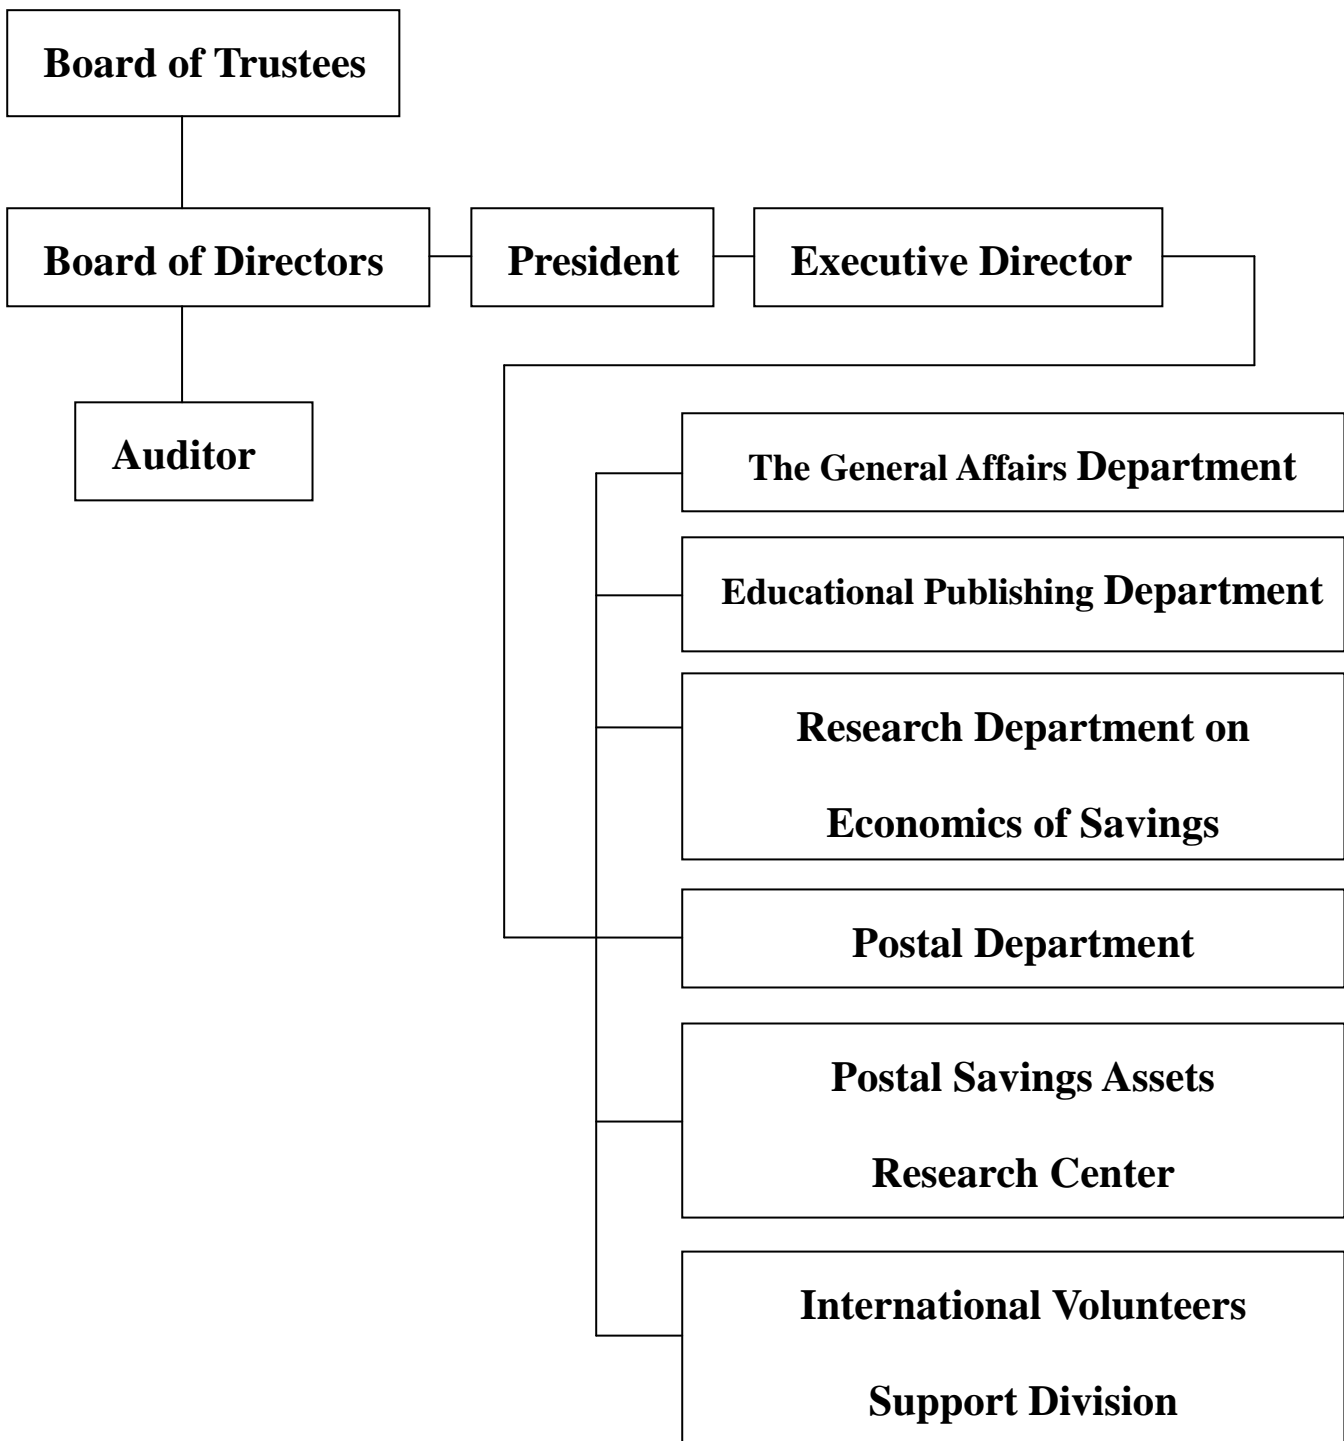 Board of Trustees
Board of Directors
President
Executive Director
Auditor
The General Affairs Department
Educational Publishing Department
Research Department on
Economics of Savings
Postal Department
Postal Savings Assets
Research Center
International Volunteers
Support Division